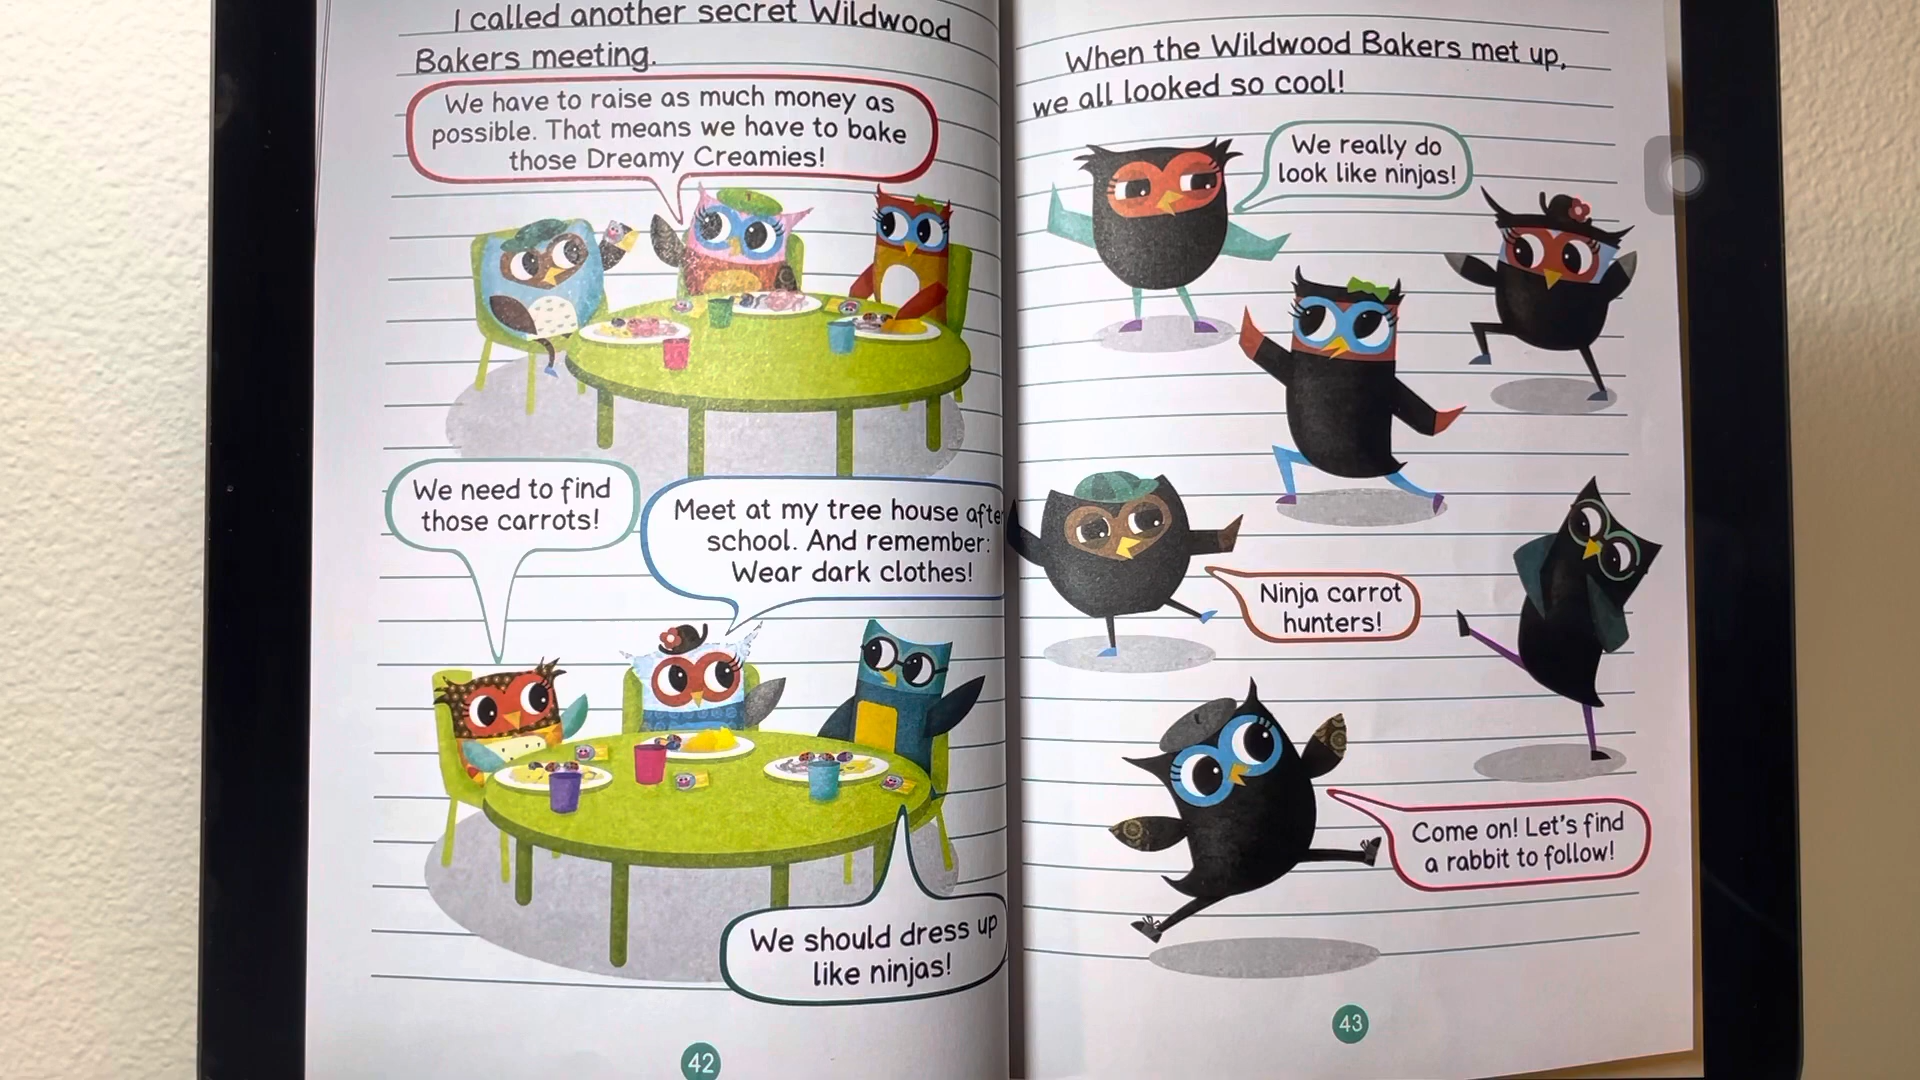 I called another secret Wildwood
Bakers meeting.
We have to raise as much money as
possible. That means we have to bake
those Dreamy Creamies!
We need to find
those carrots!
Meet at my tree house after
school. And remember:
Wear dark clothes!
We should dress up
like ninjas!
42
When the Wildwood Bakers met up,
we all looked so cool!
We really do
look like ninjas!
Ninja carrot
hunters!
Come on! Let's find
a rabbit to follow!
43